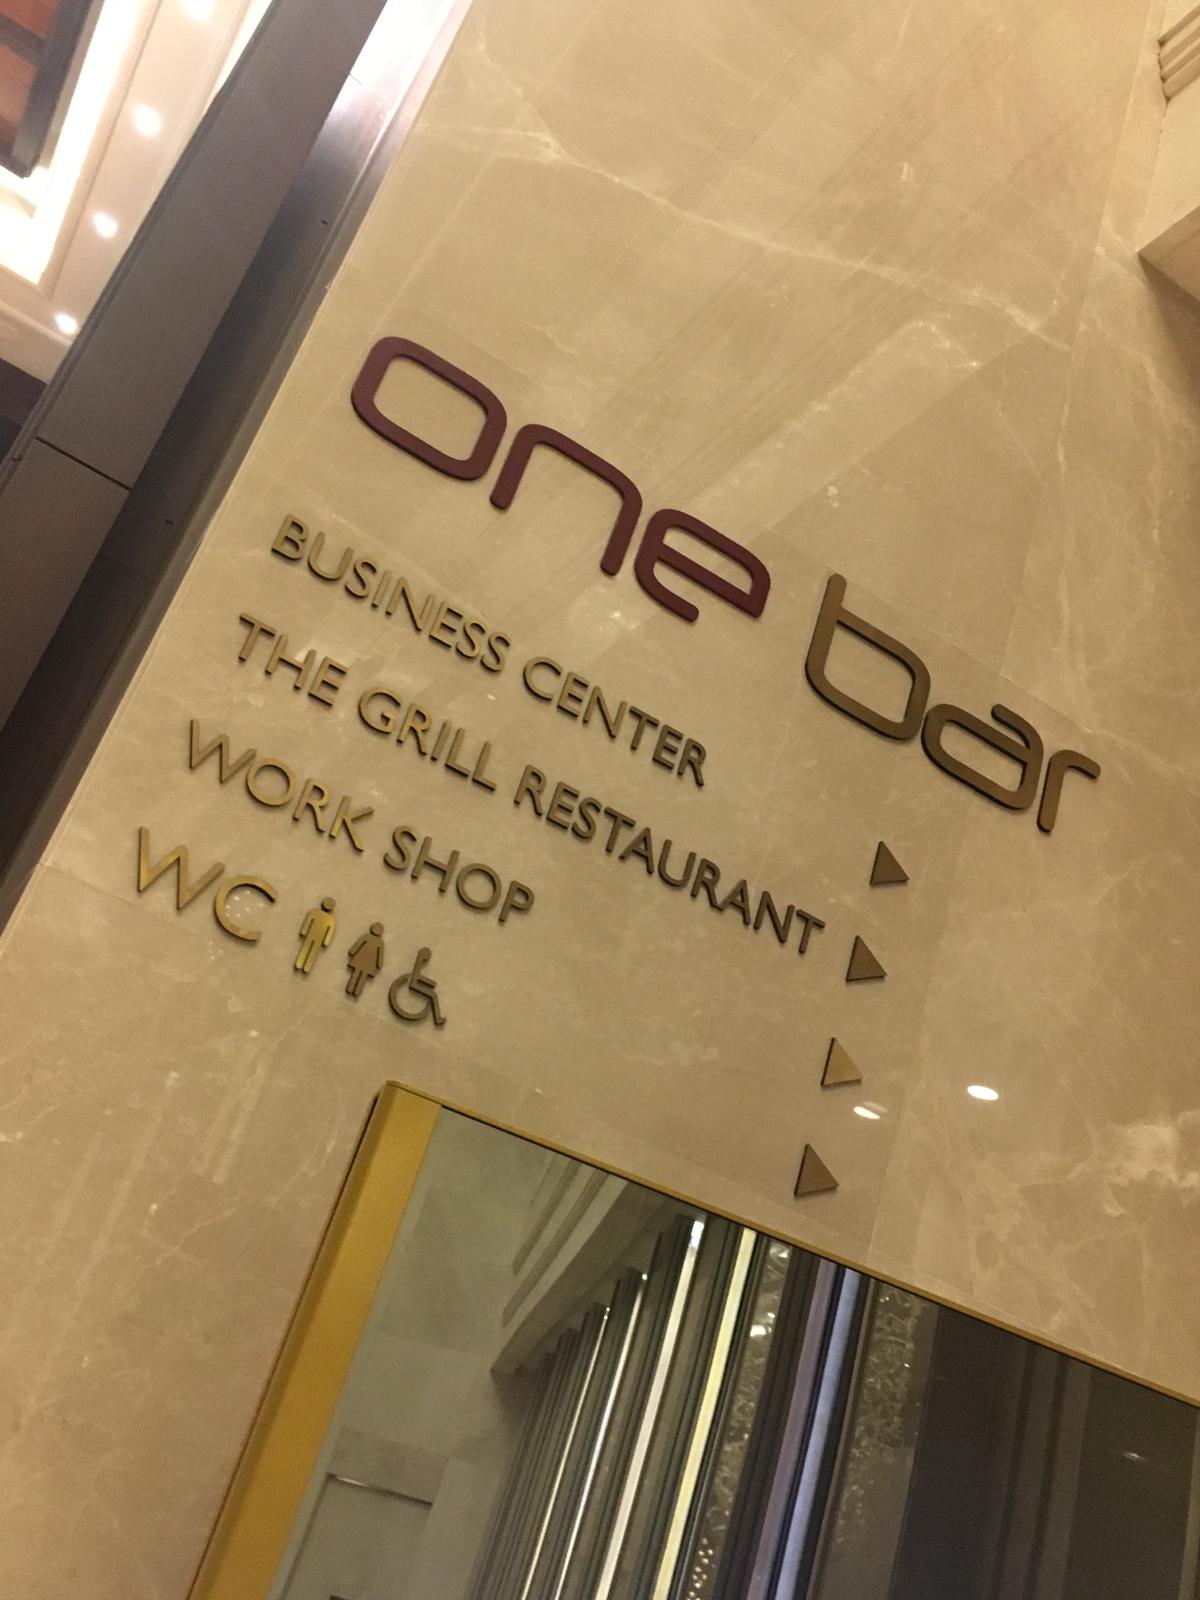 one bar
BUSINESS CENTER
THE GRILL RESTAURANT
WORK SHOP
WC